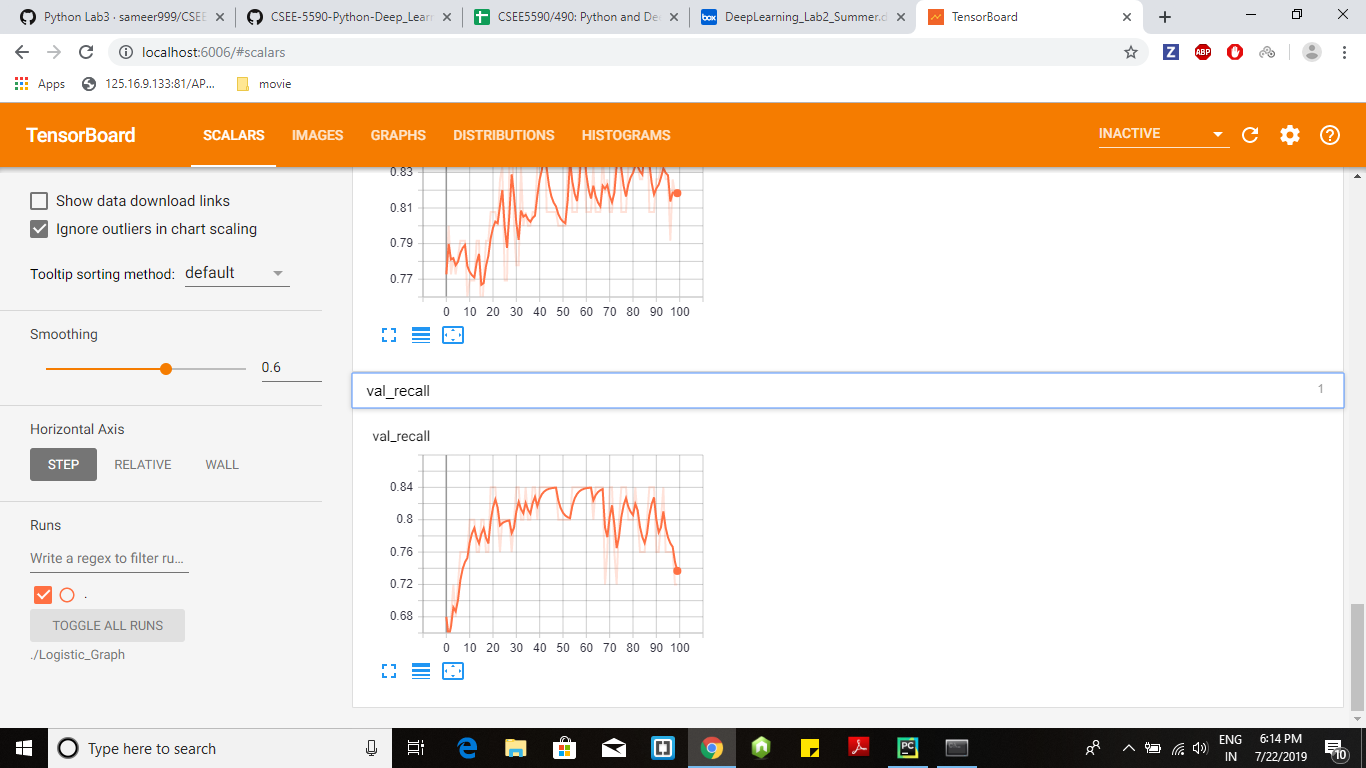 Python Lab3 · sameer999/CSEE
CSEE-5590-Python-Deep_Lear
CSEE5590/490: Python and De
DeepLearning_Lab2_Summer.d
TensorBoard
localhost:6006/#scalars
Z
ABP
Apps
125.16.9.133:81/AP...
movie
TensorBoard
SCALARS
IMAGES
GRAPHS
DISTRIBUTIONS
HISTOGRAMS
INACTIVE
Show data download links
Ignore outliers in chart scaling
Tooltip sorting method: default
Smoothing
0.6
Horizontal Axis
STEP
RELATIVE
WALL
Runs
Write a regex to filter ru...
.
TOGGLE ALL RUNS
./Logistic_Graph
0.83
0.81
0.79
0.77
0 10 20 30 40 50 60 70 80 90 100
val_recall
1
val_recall
0.84
0.8
0.76
0.72
0.68
0 10 20 30 40 50 60 70 80 90 100
Type here to search
PC
ENG
IN
6:14 PM
7/22/2019
10